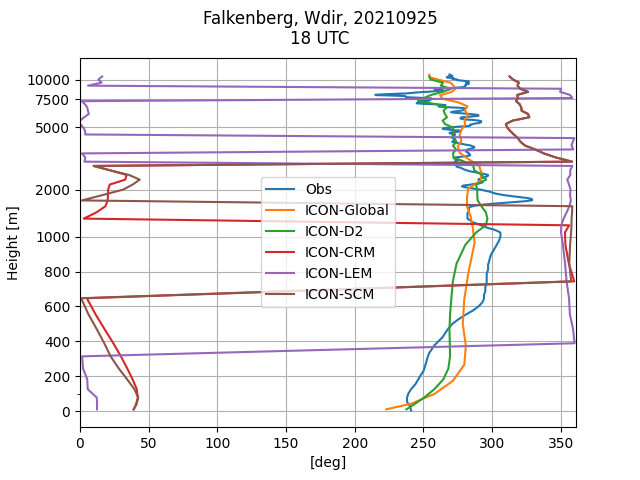 Falkenberg, Wdir, 20210925
18 UTC
Height [m]
10000
7500
5000
2000
1000
800
600
400
200
0
Obs
ICON-Global
ICON-D2
ICON-CRM
ICON-LEM
ICON-SCM
0 50 100 150 200 250 300 350
[deg]